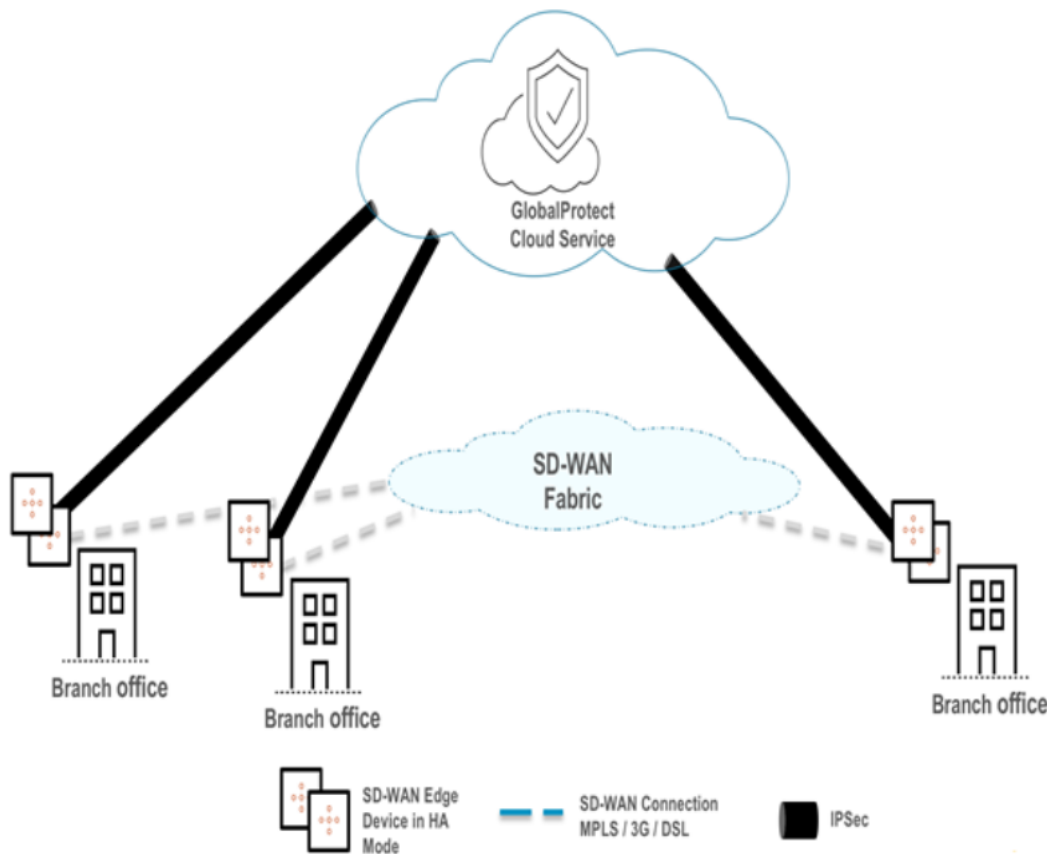 GlobalProtect
Cloud Service
SD-WAN
Fabric
Branch office
Branch office
Branch office
SD-WAN Edge
Device in HA
Mode
SD-WAN Connection
MPLS / 3G / DSL
IPSec